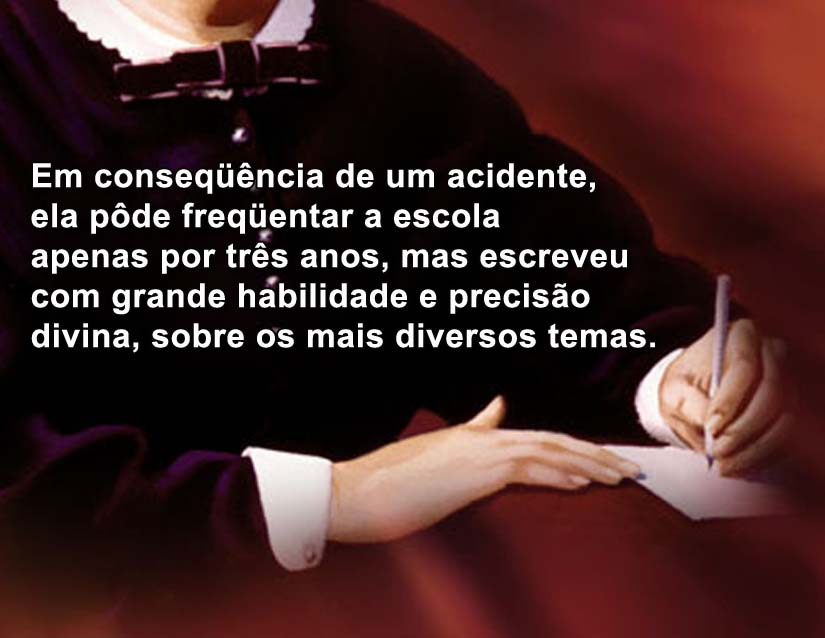 Em conseqüência de um acidente,
ela pôde freqüentar a escola
apenas por três anos, mas escreveu
com grande habilidade e precisão
divina, sobre os mais diversos temas.